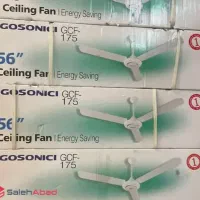 Ceiling Fan | Energy Saving
GOSONIC GCF-
175
56"
Ceiling Fan | Energy Saving
GOSONIC GCF-
175
56"
Ceiling Fan | Energy Saving
GOSONIC GCF-
175
SalehAbad